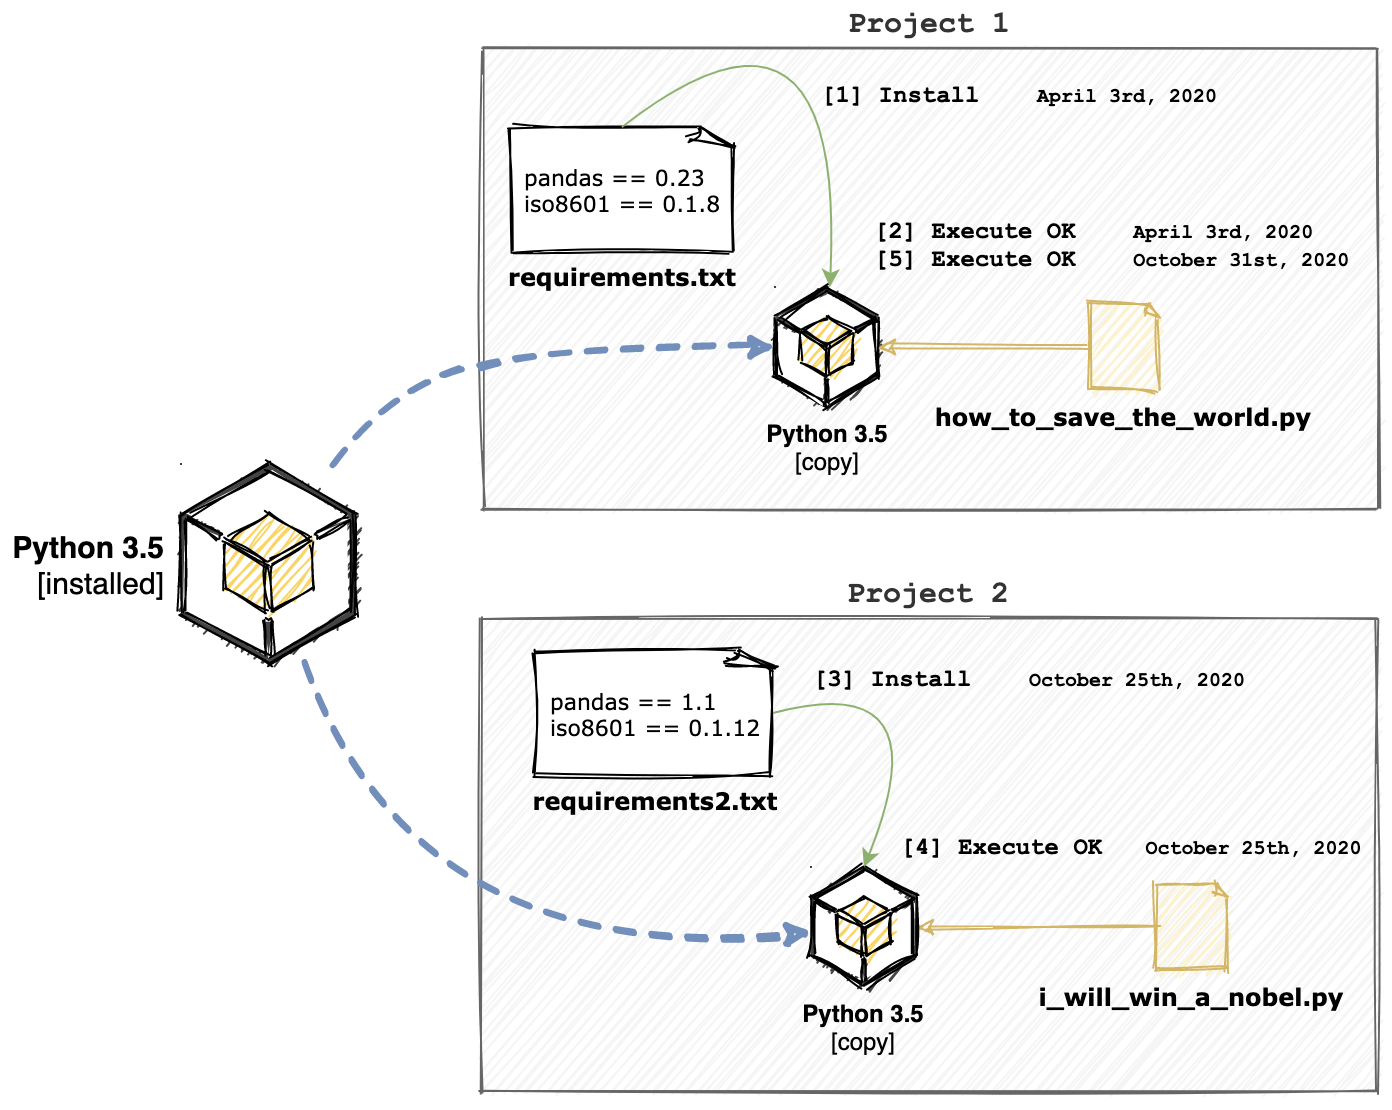 Project 1
[1] Install April 3rd, 2020
pandas == 0.23
iso8601 == 0.1.8
requirements.txt
[2] Execute OK April 3rd, 2020
[5] Execute OK October 31st, 2020
how_to_save_the_world.py
Python 3.5
[copy]
Python 3.5
[installed]
Project 2
[3] Install October 25th, 2020
pandas == 1.1
iso8601 == 0.1.12
requirements2.txt
[4] Execute OK October 25th, 2020
i_will_win_a_nobel.py
Python 3.5
[copy]